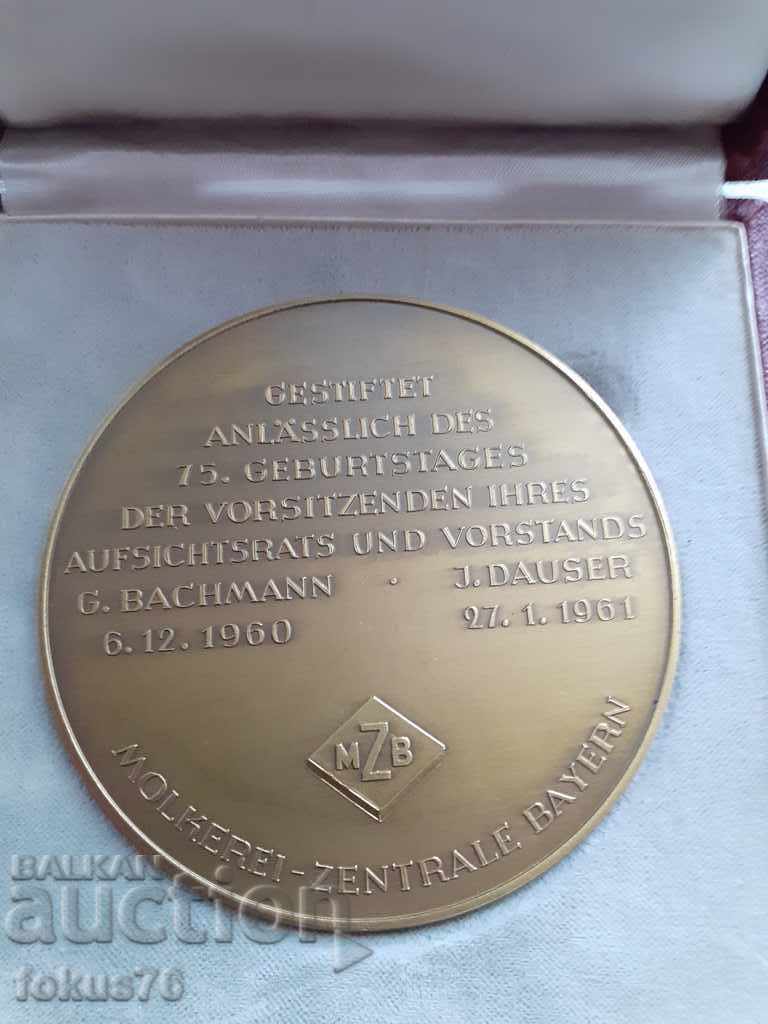 GESTIFTET
ANLÄSSLICH DES
75. GEBURTSTAGES
DER VORSITZENDEN IHRES
AUFSICHTSRATS UND VORSTANDS
G. BACHMANN · J. DAUSER
6.12.1960 27.1.1961
MZB
MOLKEREI-ZENTRALE BAYERN
BALKAN
auction
fokus76